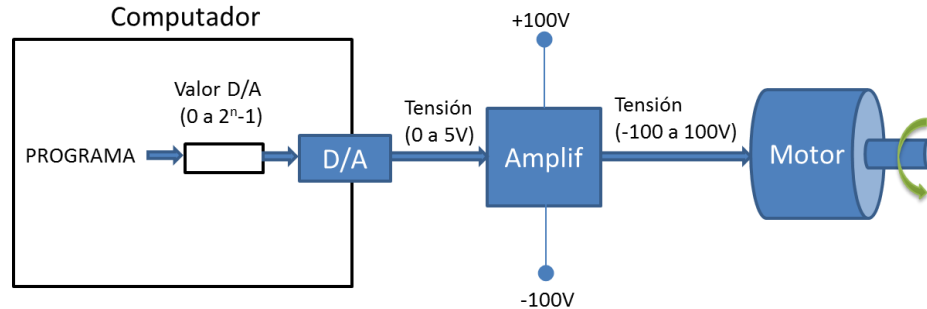 Computador
+100V
Valor D/A
(0 a 2ⁿ-1)
Tensión
(0 a 5V)
Tensión
(-100 a 100V)
PROGRAMA
D/A
Amplif
Motor
-100V